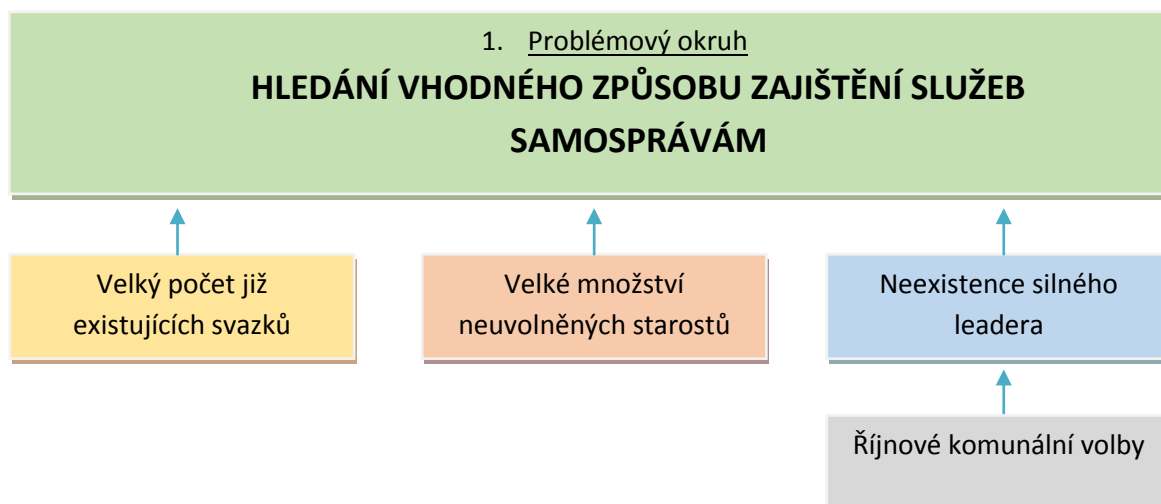 1. Problémový okruh
HLEDÁNÍ VHODNÉHO ZPŮSOBU ZAJIŠTĚNÍ SLUŽEB
SAMOSPRÁVÁM
Velký počet již
existujících svazků
Velké množství
neuvolněných starostů
Neexistence silného
leadera
Říjnové komunální volby